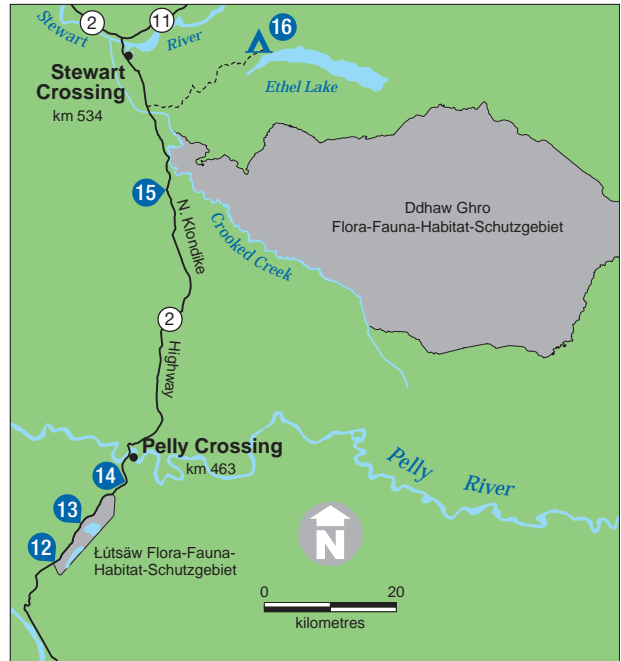 Stewart
2
11
River
16
Stewart
Crossing
km 534
Ethel Lake
15
N. Klondike
Crooked Creek
Ddhaw Ghro
Flora-Fauna-Habitat-Schutzgebiet
2
Highway
Pelly Crossing
km 463
Pelly River
14
13
12
Łútsäw Flora-Fauna-
Habitat-Schutzgebiet
N
0 20
kilometres